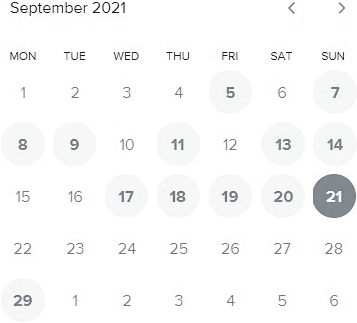 September 2021
MON TUE WED THU FRI SAT SUN
1 2 3 4 5 6 7
8 9 10 11 12 13 14
15 16 17 18 19 20 21
22 23 24 25 26 27 28
29 1 2 3 4 5 6